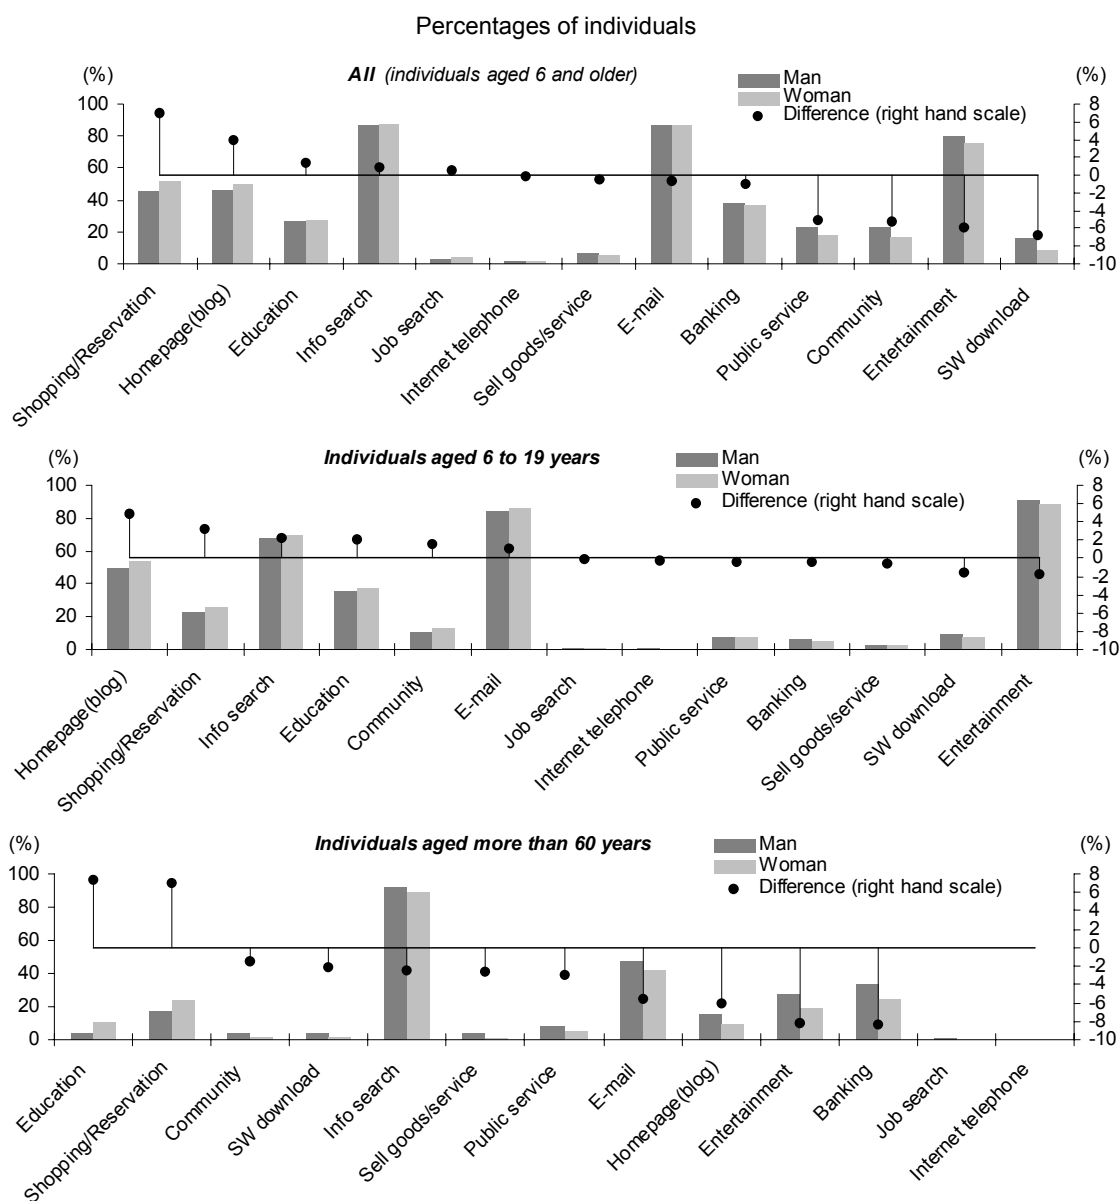 Percentages of individuals
(%)
All (individuals aged 6 and older)
Man
Woman
Difference (right hand scale)
(%)
100
80
60
40
20
0
8
6
4
2
0
-2
-4
-6
-8
-10
Shopping/Reservation
Homepage(blog)
Education
Info search
Job search
Internet telephone
Sell goods/service
E-mail
Banking
Public service
Community
Entertainment
SW download
(%)
Individuals aged 6 to 19 years
Man
Woman
Difference (right hand scale)
(%)
100
80
60
40
20
0
8
6
4
2
0
-2
-4
-6
-8
-10
Homepage(blog)
Shopping/Reservation
Info search
Education
Community
E-mail
Job search
Internet telephone
Public service
Banking
Sell goods/service
SW download
Entertainment
(%)
Individuals aged more than 60 years
Man
Woman
Difference (right hand scale)
(%)
100
80
60
40
20
0
8
6
4
2
0
-2
-4
-6
-8
-10
Education
Shopping/Reservation
Community
SW download
Info search
Sell goods/service
Public service
E-mail
Homepage(blog)
Entertainment
Banking
Job search
Internet telephone